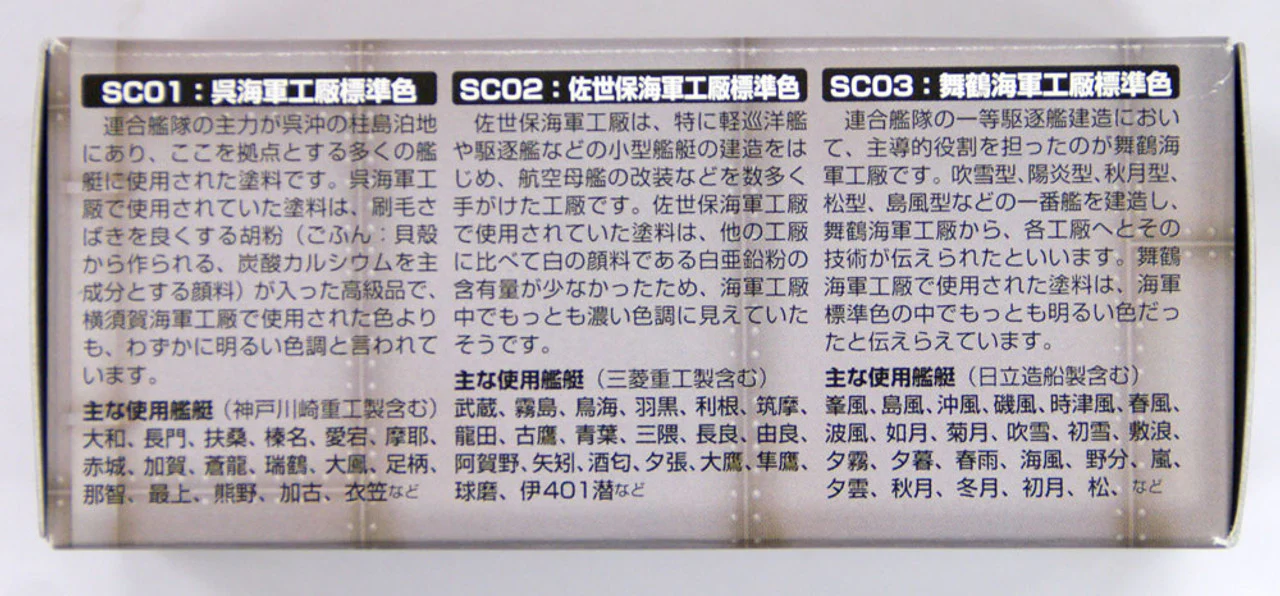 SC01：呉海軍工廠標準色
連合艦隊の主力が呉沖の柱島泊地
にあり、ここを拠点とする多くの艦
艇に使用された塗料です。呉海軍工
廠で使用されていた塗料は、刷毛さ
ばきを良くする胡粉（ごふん：貝殻
から作られる、炭酸カルシウムを主
成分とする顔料）が入った高級品で、
横須賀海軍工廠で使用された色より
も、わずかに明るい色調と言われて
います。
主な使用艦艇（神戸川崎重工製含む）
大和、長門、扶桑、榛名、愛宕、摩耶、
赤城、加賀、蒼龍、瑞鶴、大鳳、足柄、
那智、最上、熊野、加古、衣笠など
SC02：佐世保海軍工廠標準色
佐世保海軍工廠は、特に軽巡洋艦
や駆逐艦などの小型艦艇の建造をは
じめ、航空母艦の改装などを数多く
手がけた工廠です。佐世保海軍工廠
で使用されていた塗料は、他の工廠
に比べて白の顔料である白亜鉛粉の
含有量が少なかったため、海軍工廠
中でもっとも濃い色調に見えていた
そうです。
主な使用艦艇（三菱重工製含む）
武蔵、霧島、鳥海、羽黒、利根、筑摩、
龍田、古鷹、青葉、三隈、長良、由良、
阿賀野、矢矧、酒匂、夕張、大鷹、隼鷹、
球磨、伊401潜など
SC03：舞鶴海軍工廠標準色
連合艦隊の一等駆逐艦建造におい
て、主導的役割を担ったのが舞鶴海
軍工廠です。吹雪型、陽炎型、秋月型、
松型、島風型などの一番艦を建造し、
舞鶴海軍工廠から、各工廠へとその
技術が伝えられたといいます。舞鶴
海軍工廠で使用された塗料は、海軍
標準色の中でもっとも明るい色だっ
たと伝えらえています。
主な使用艦艇（日立造船製含む）
峯風、島風、沖風、磯風、時津風、春風、
波風、如月、菊月、吹雪、初雪、敷浪、
夕霧、夕暮、春雨、海風、野分、嵐、
夕雲、秋月、冬月、初月、松、など